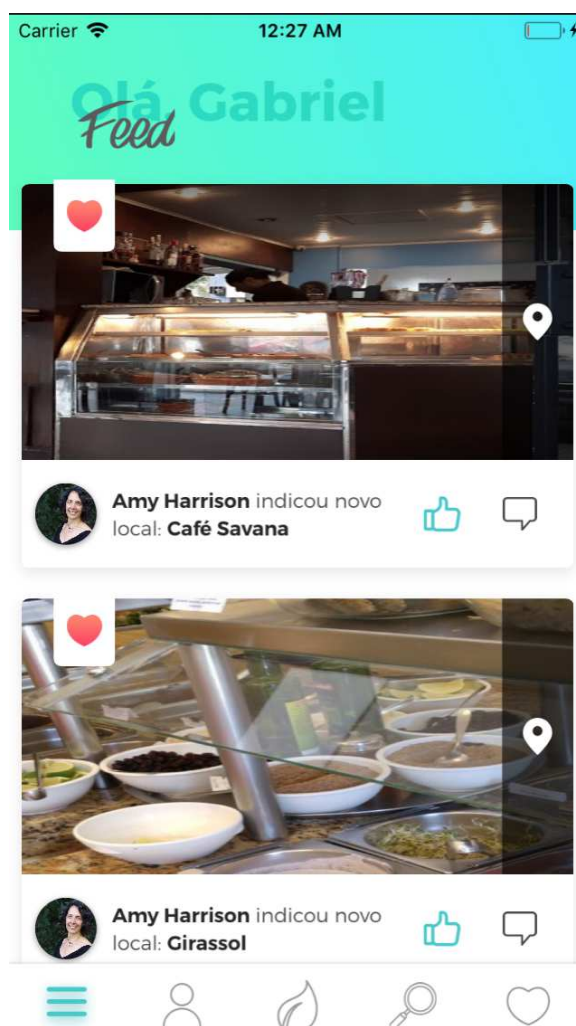 Carrier 12:27 AM
Olá, Gabriel
Feed
Amy Harrison indicou novo
local: Café Savana
Amy Harrison indicou novo
local: Girassol